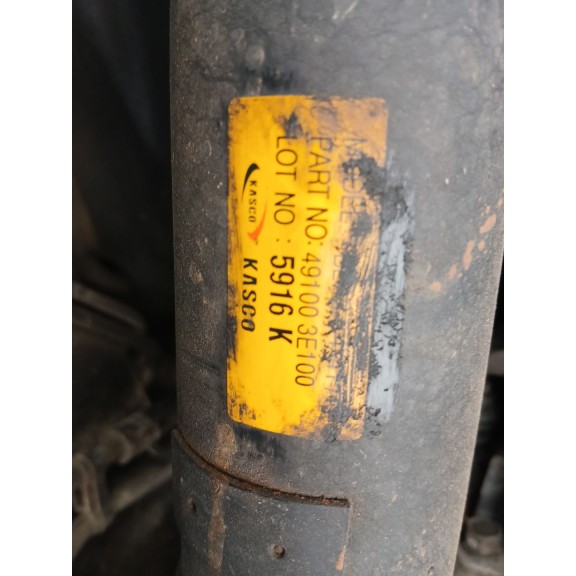 PART NO: 49100 3E100
LOT NO : 5916 K
KASCO KASCO